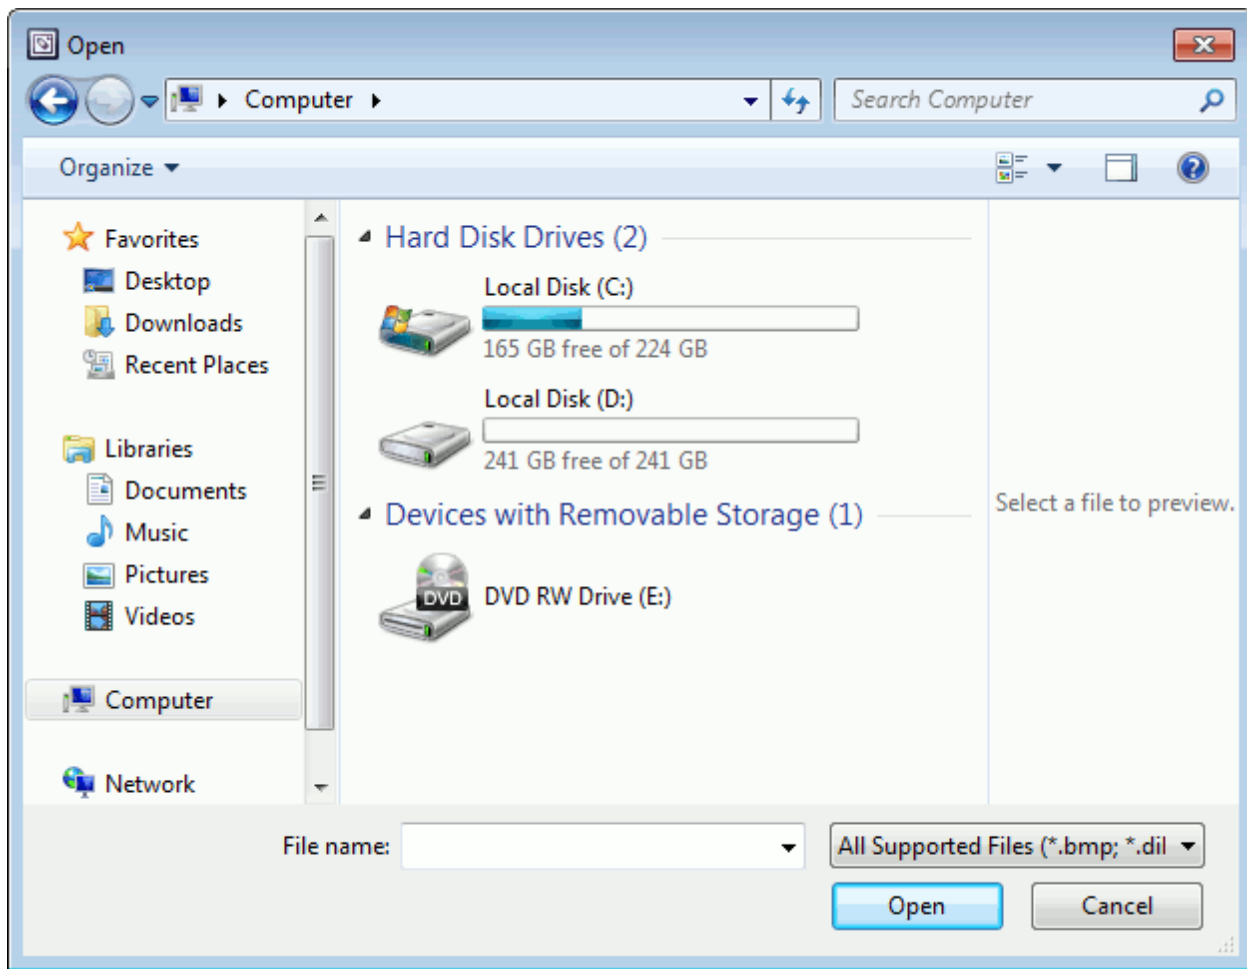 Open
Computer
Search Computer
Organize
Favorites
Desktop
Downloads
Recent Places
Libraries
Documents
Music
Pictures
Videos
Computer
Network
Hard Disk Drives (2)
Local Disk (C:)
165 GB free of 224 GB
Local Disk (D:)
241 GB free of 241 GB
Devices with Removable Storage (1)
DVD
DVD RW Drive (E:)
Select a file to preview.
File name:
All Supported Files (*.bmp; *.dil
Open
Cancel